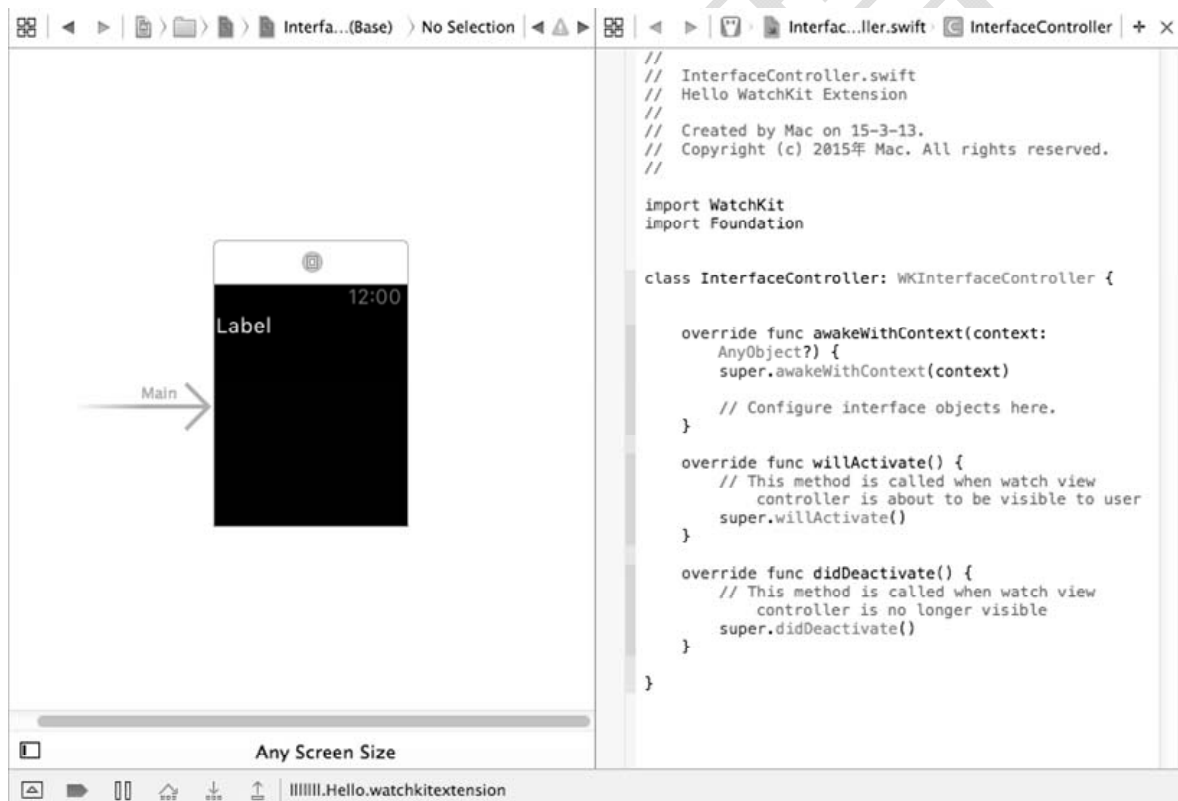 Interfa...(Base) No Selection
Interfac...ller.swift InterfaceController
12:00
Label
Main
Any Screen Size
//
// InterfaceController.swift
// Hello WatchKit Extension
//
// Created by Mac on 15-3-13.
// Copyright (c) 2015年 Mac. All rights reserved.
//
import WatchKit
import Foundation
class InterfaceController: WKInterfaceController {
override func awakeWithContext(context:
AnyObject?) {
super.awakeWithContext(context)
// Configure interface objects here.
}
override func willActivate() {
// This method is called when watch view
controller is about to be visible to user
super.willActivate()
}
override func didDeactivate() {
// This method is called when watch view
controller is no longer visible
super.didDeactivate()
}
}
lllllll.Hello.watchkitextension